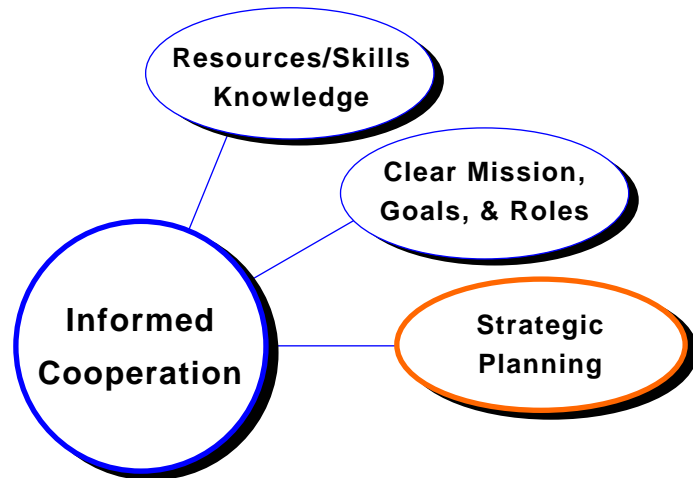 Resources/Skills
Knowledge
Clear Mission,
Goals, & Roles
Informed
Cooperation
Strategic
Planning